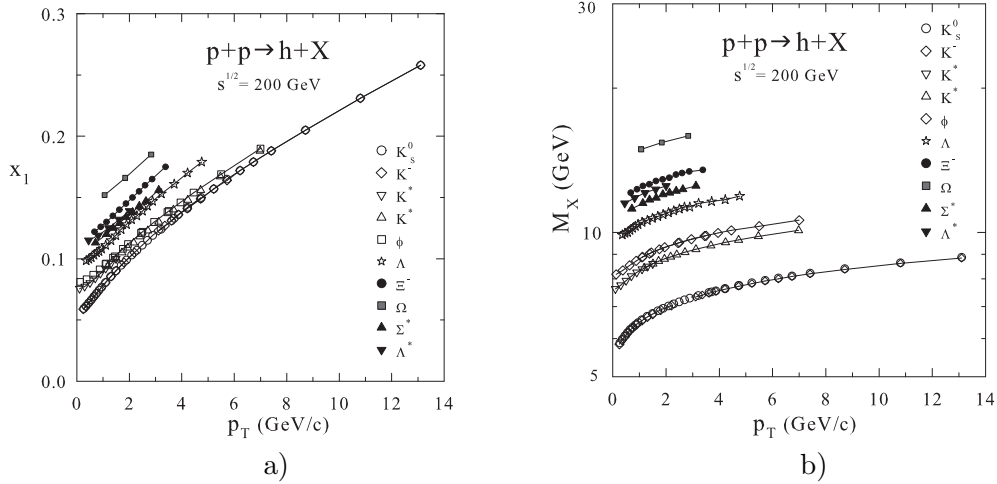 0.3
p+p→h+X
s^1/2 = 200 GeV
0.2
x_1
K^0_s
K^-
K^*
K^*
0.1
ϕ
Λ
Ξ^-
Ω
Σ^*
Λ^*
0.0
0 2 4 6 8 10 12 14
p_T (GeV/c)
a)
30
p+p→h+X
s^1/2 = 200 GeV
K^0_s
K^-
K^*
K^*
ϕ
Λ
Ξ^-
Ω
Σ^*
Λ^*
M_X (GeV)
10
5
0 2 4 6 8 10 12 14
p_T (GeV/c)
b)